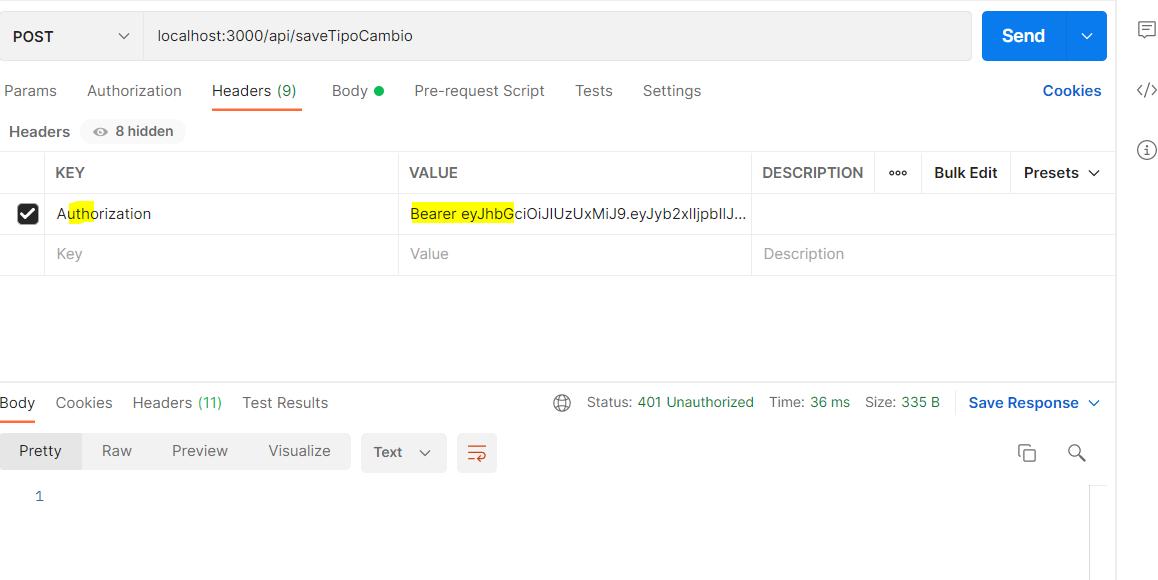 POST localhost:3000/api/saveTipoCambio Send
Params Authorization Headers (9) Body Pre-request Script Tests Settings Cookies
Headers 8 hidden
KEY VALUE DESCRIPTION Bulk Edit Presets
Authorization Bearer eyJhbGciOiJIUzUxMiJ9.eyJyb2xlIjpbIlJ...
Key Value Description
Body Cookies Headers (11) Test Results Status: 401 Unauthorized Time: 36 ms Size: 335 B Save Response
Pretty Raw Preview Visualize Text
1